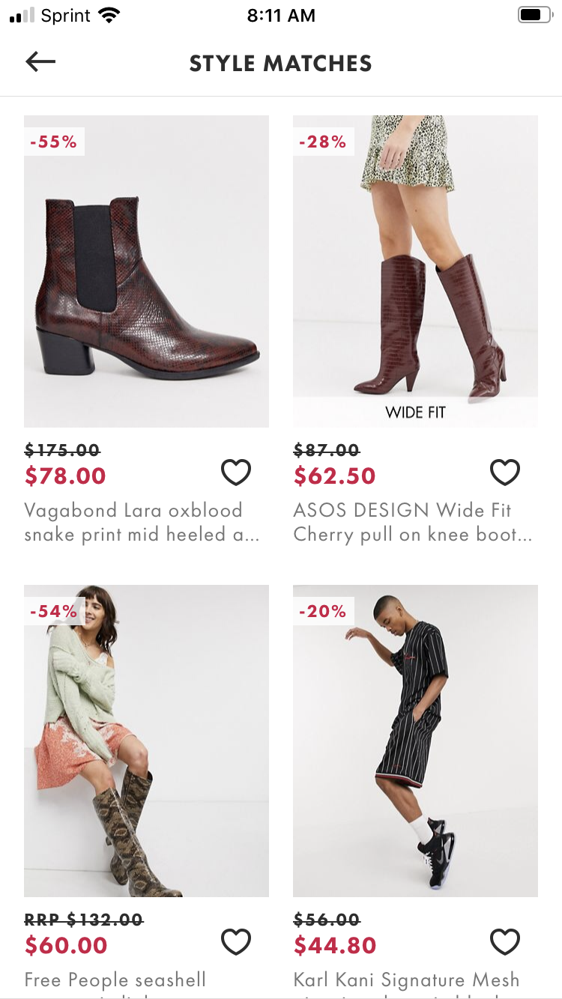 Sprint 8:11 AM
STYLE MATCHES
-55%
-28%
WIDE FIT
$175.00
$78.00
Vagabond Lara oxblood
snake print mid heeled a...
$87.00
$62.50
ASOS DESIGN Wide Fit
Cherry pull on knee boot...
-54%
-20%
RRP $132.00
$60.00
Free People seashell
$56.00
$44.80
Karl Kani Signature Mesh